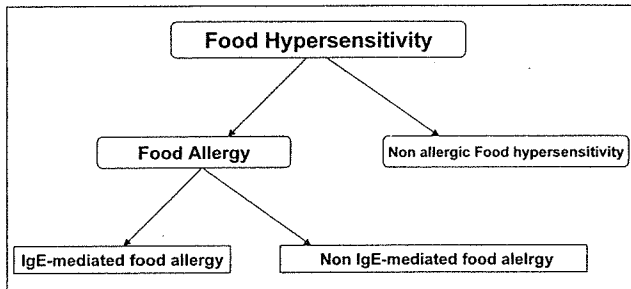 Food Hypersensitivity
Food Allergy
Non allergic Food hypersensitivity
IgE-mediated food allergy
Non IgE-mediated food alelrgy